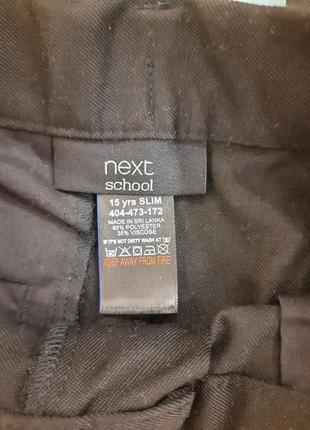 next
school
15 yrs SLIM
404-473-172
MADE IN SRI LANKA
65% POLYESTER
35% VISCOSE
IF IT'S NOT DIRTY WASH AT
KEEP AWAY FROM FIRE